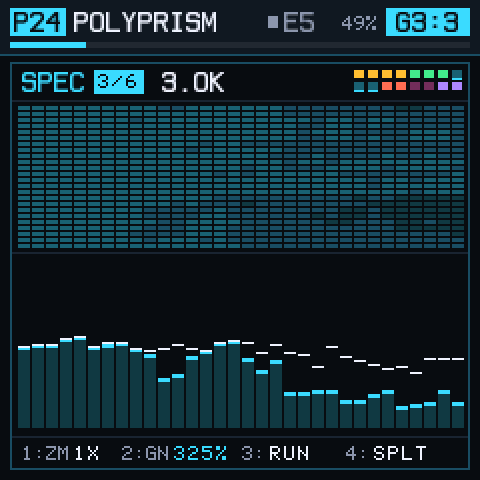 P24 POLYPRISM E5 49% G3:3
SPEC 3/6 3.0K
1:ZM 1X 2:GN 325% 3: RUN 4: SPLT